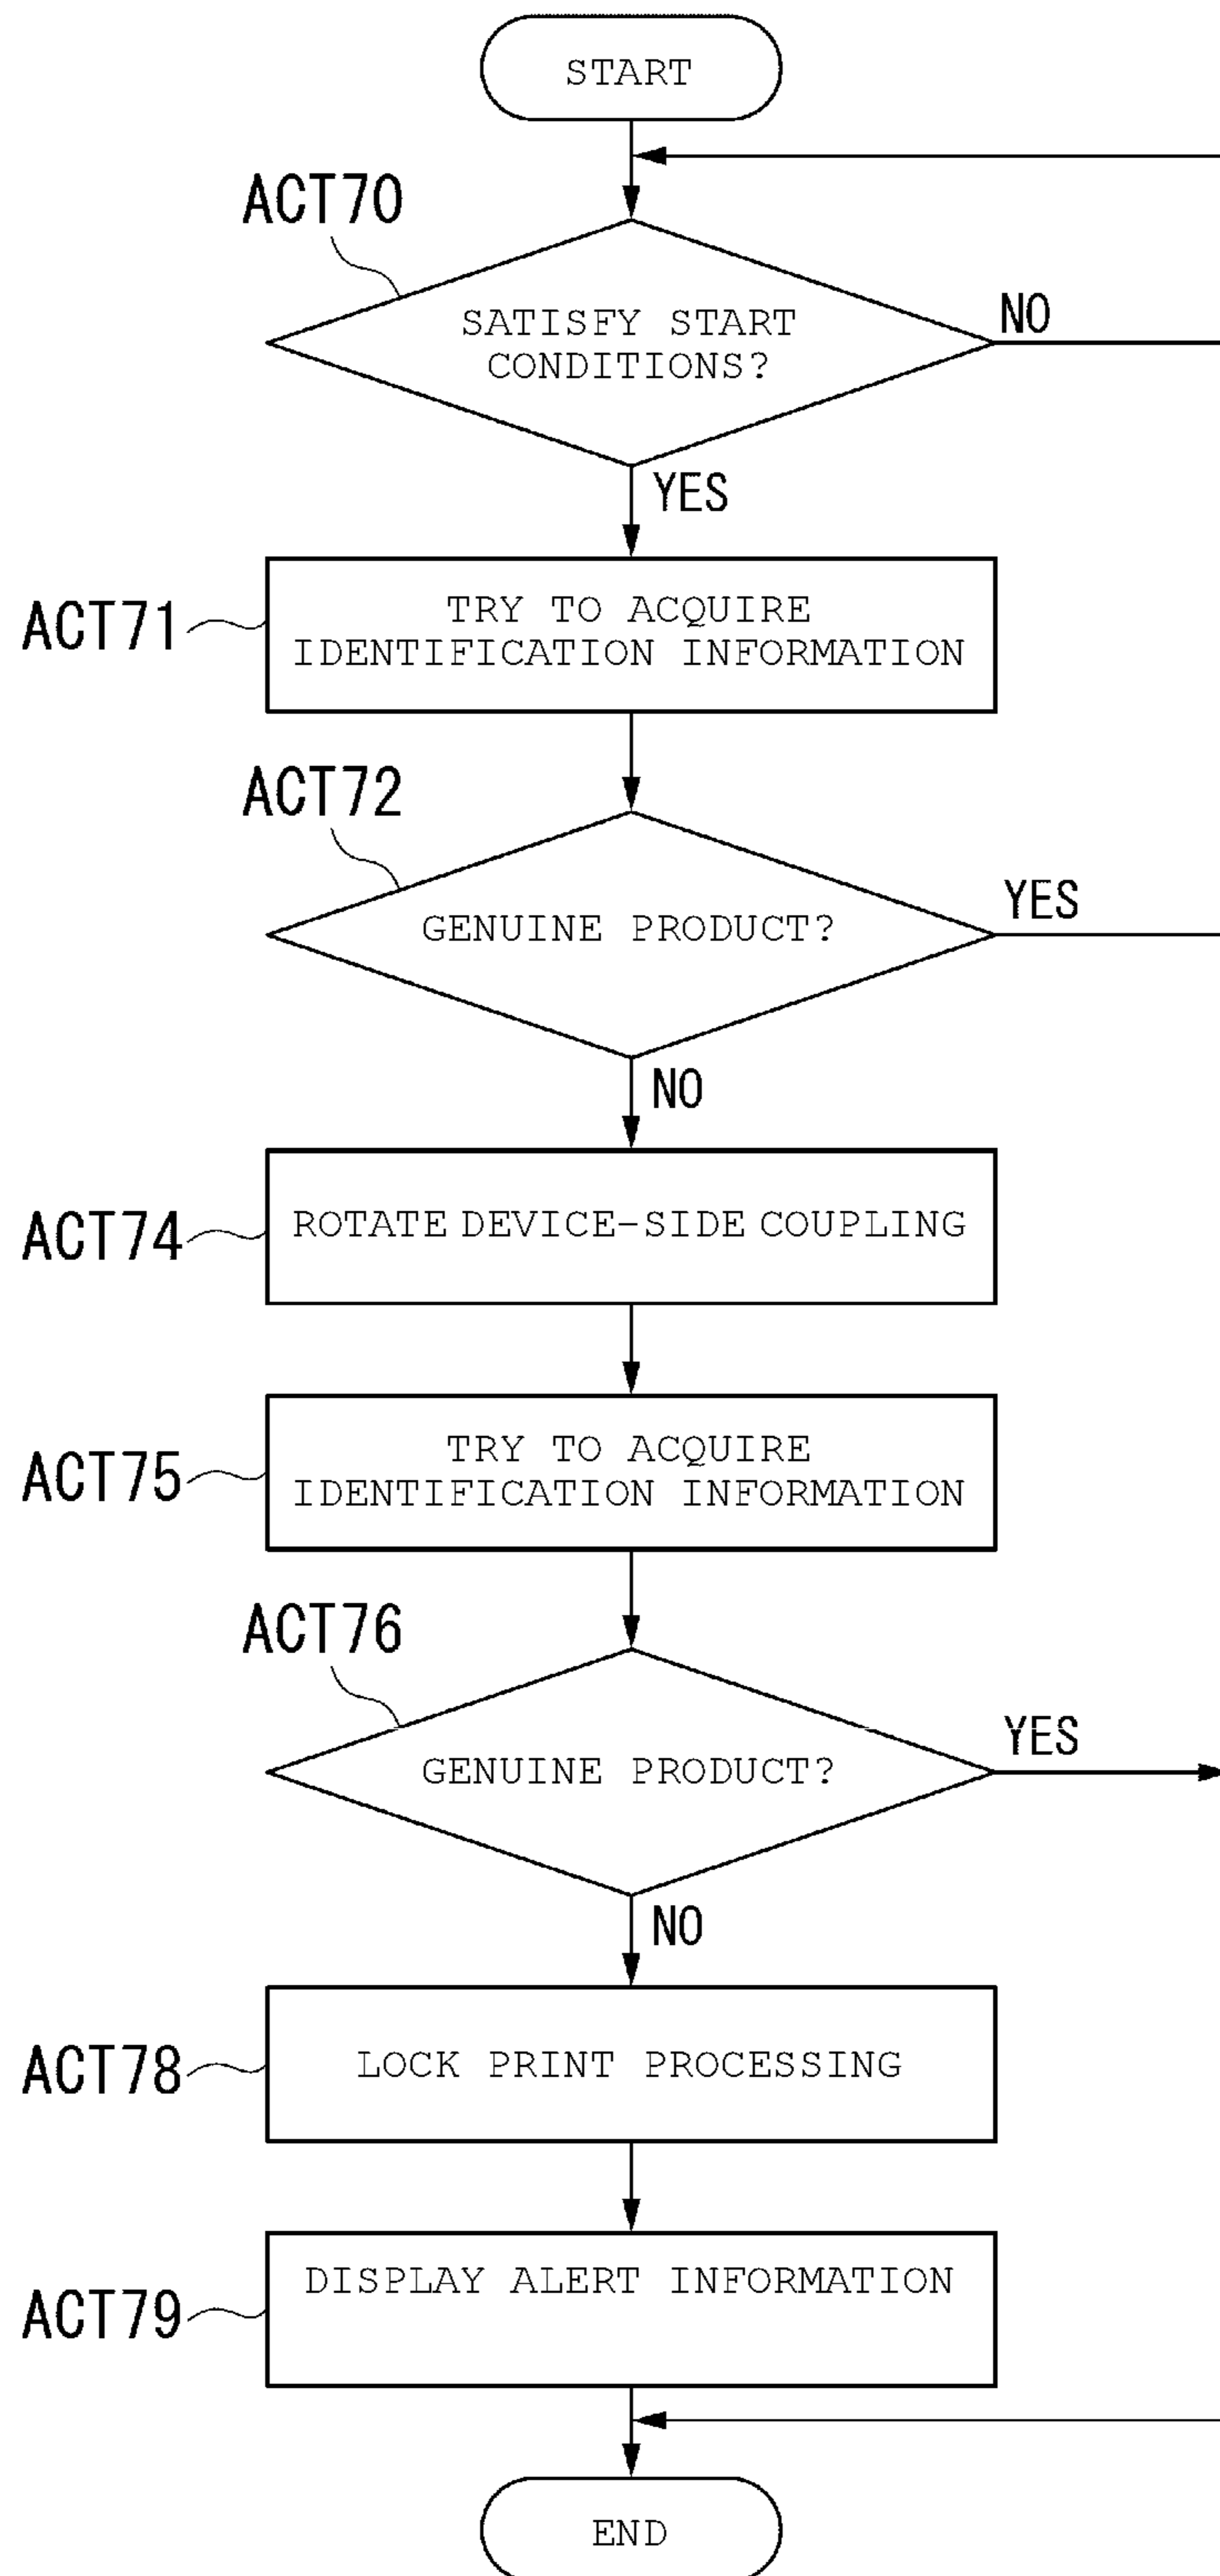 START
ACT70
SATISFY START
CONDITIONS?
NO
YES
ACT71
TRY TO ACQUIRE
IDENTIFICATION INFORMATION
ACT72
GENUINE PRODUCT?
YES
NO
ACT74
ROTATE DEVICE-SIDE COUPLING
ACT75
TRY TO ACQUIRE
IDENTIFICATION INFORMATION
ACT76
GENUINE PRODUCT?
YES
NO
ACT78
LOCK PRINT PROCESSING
ACT79
DISPLAY ALERT INFORMATION
END